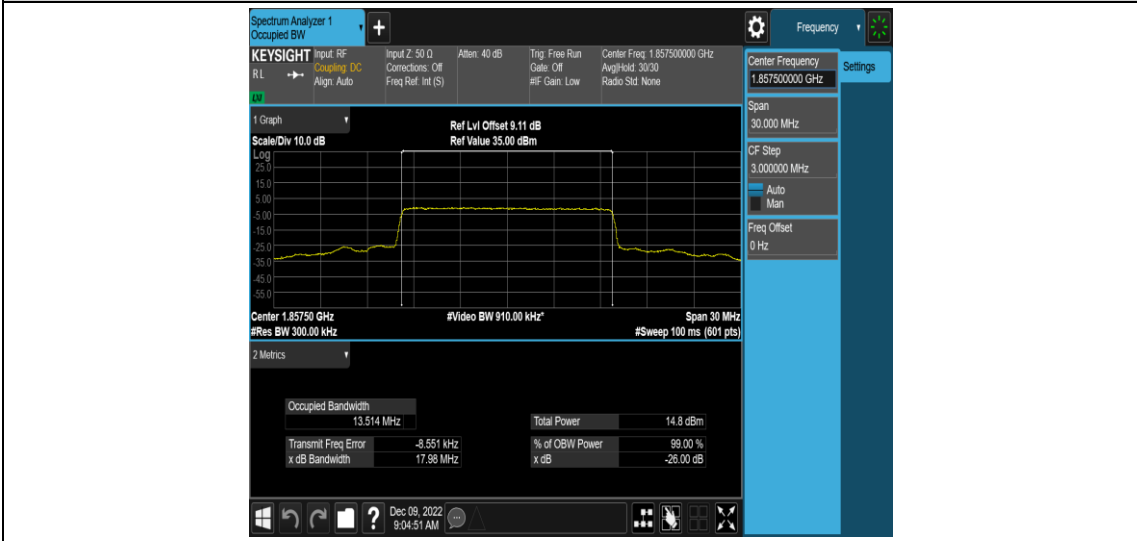 Spectrum Analyzer 1
Occupied BW
+
Frequency
KEYSIGHT
RL
LM
Input: RF
Coupling: DC
Align: Auto
Input Z: 50 Ω
Corrections: Off
Freq Ref: Int (S)
Atten: 40 dB
Trig: Free Run
Gate: Off
#IF Gain: Low
Center Freq: 1.857500000 GHz
Avg|Hold: 30/30
Radio Std: None
Center Frequency
1.857500000 GHz
Settings
Span
30.000 MHz
CF Step
3.000000 MHz
Auto
Man
Freq Offset
0 Hz
1 Graph
Scale/Div 10.0 dB
Ref Lvl Offset 9.11 dB
Ref Value 35.00 dBm
Log
25.0
15.0
5.00
-5.00
-15.0
-25.0
-35.0
-45.0
-55.0
Center 1.85750 GHz
#Video BW 910.00 kHz*
Span 30 MHz
#Res BW 300.00 kHz
#Sweep 100 ms (601 pts)
2 Metrics
Occupied Bandwidth
13.514 MHz
Total Power 14.8 dBm
Transmit Freq Error -8.551 kHz
% of OBW Power 99.00 %
x dB Bandwidth 17.98 MHz
x dB -26.00 dB
?
Dec 09, 2022
9:04:51 AM